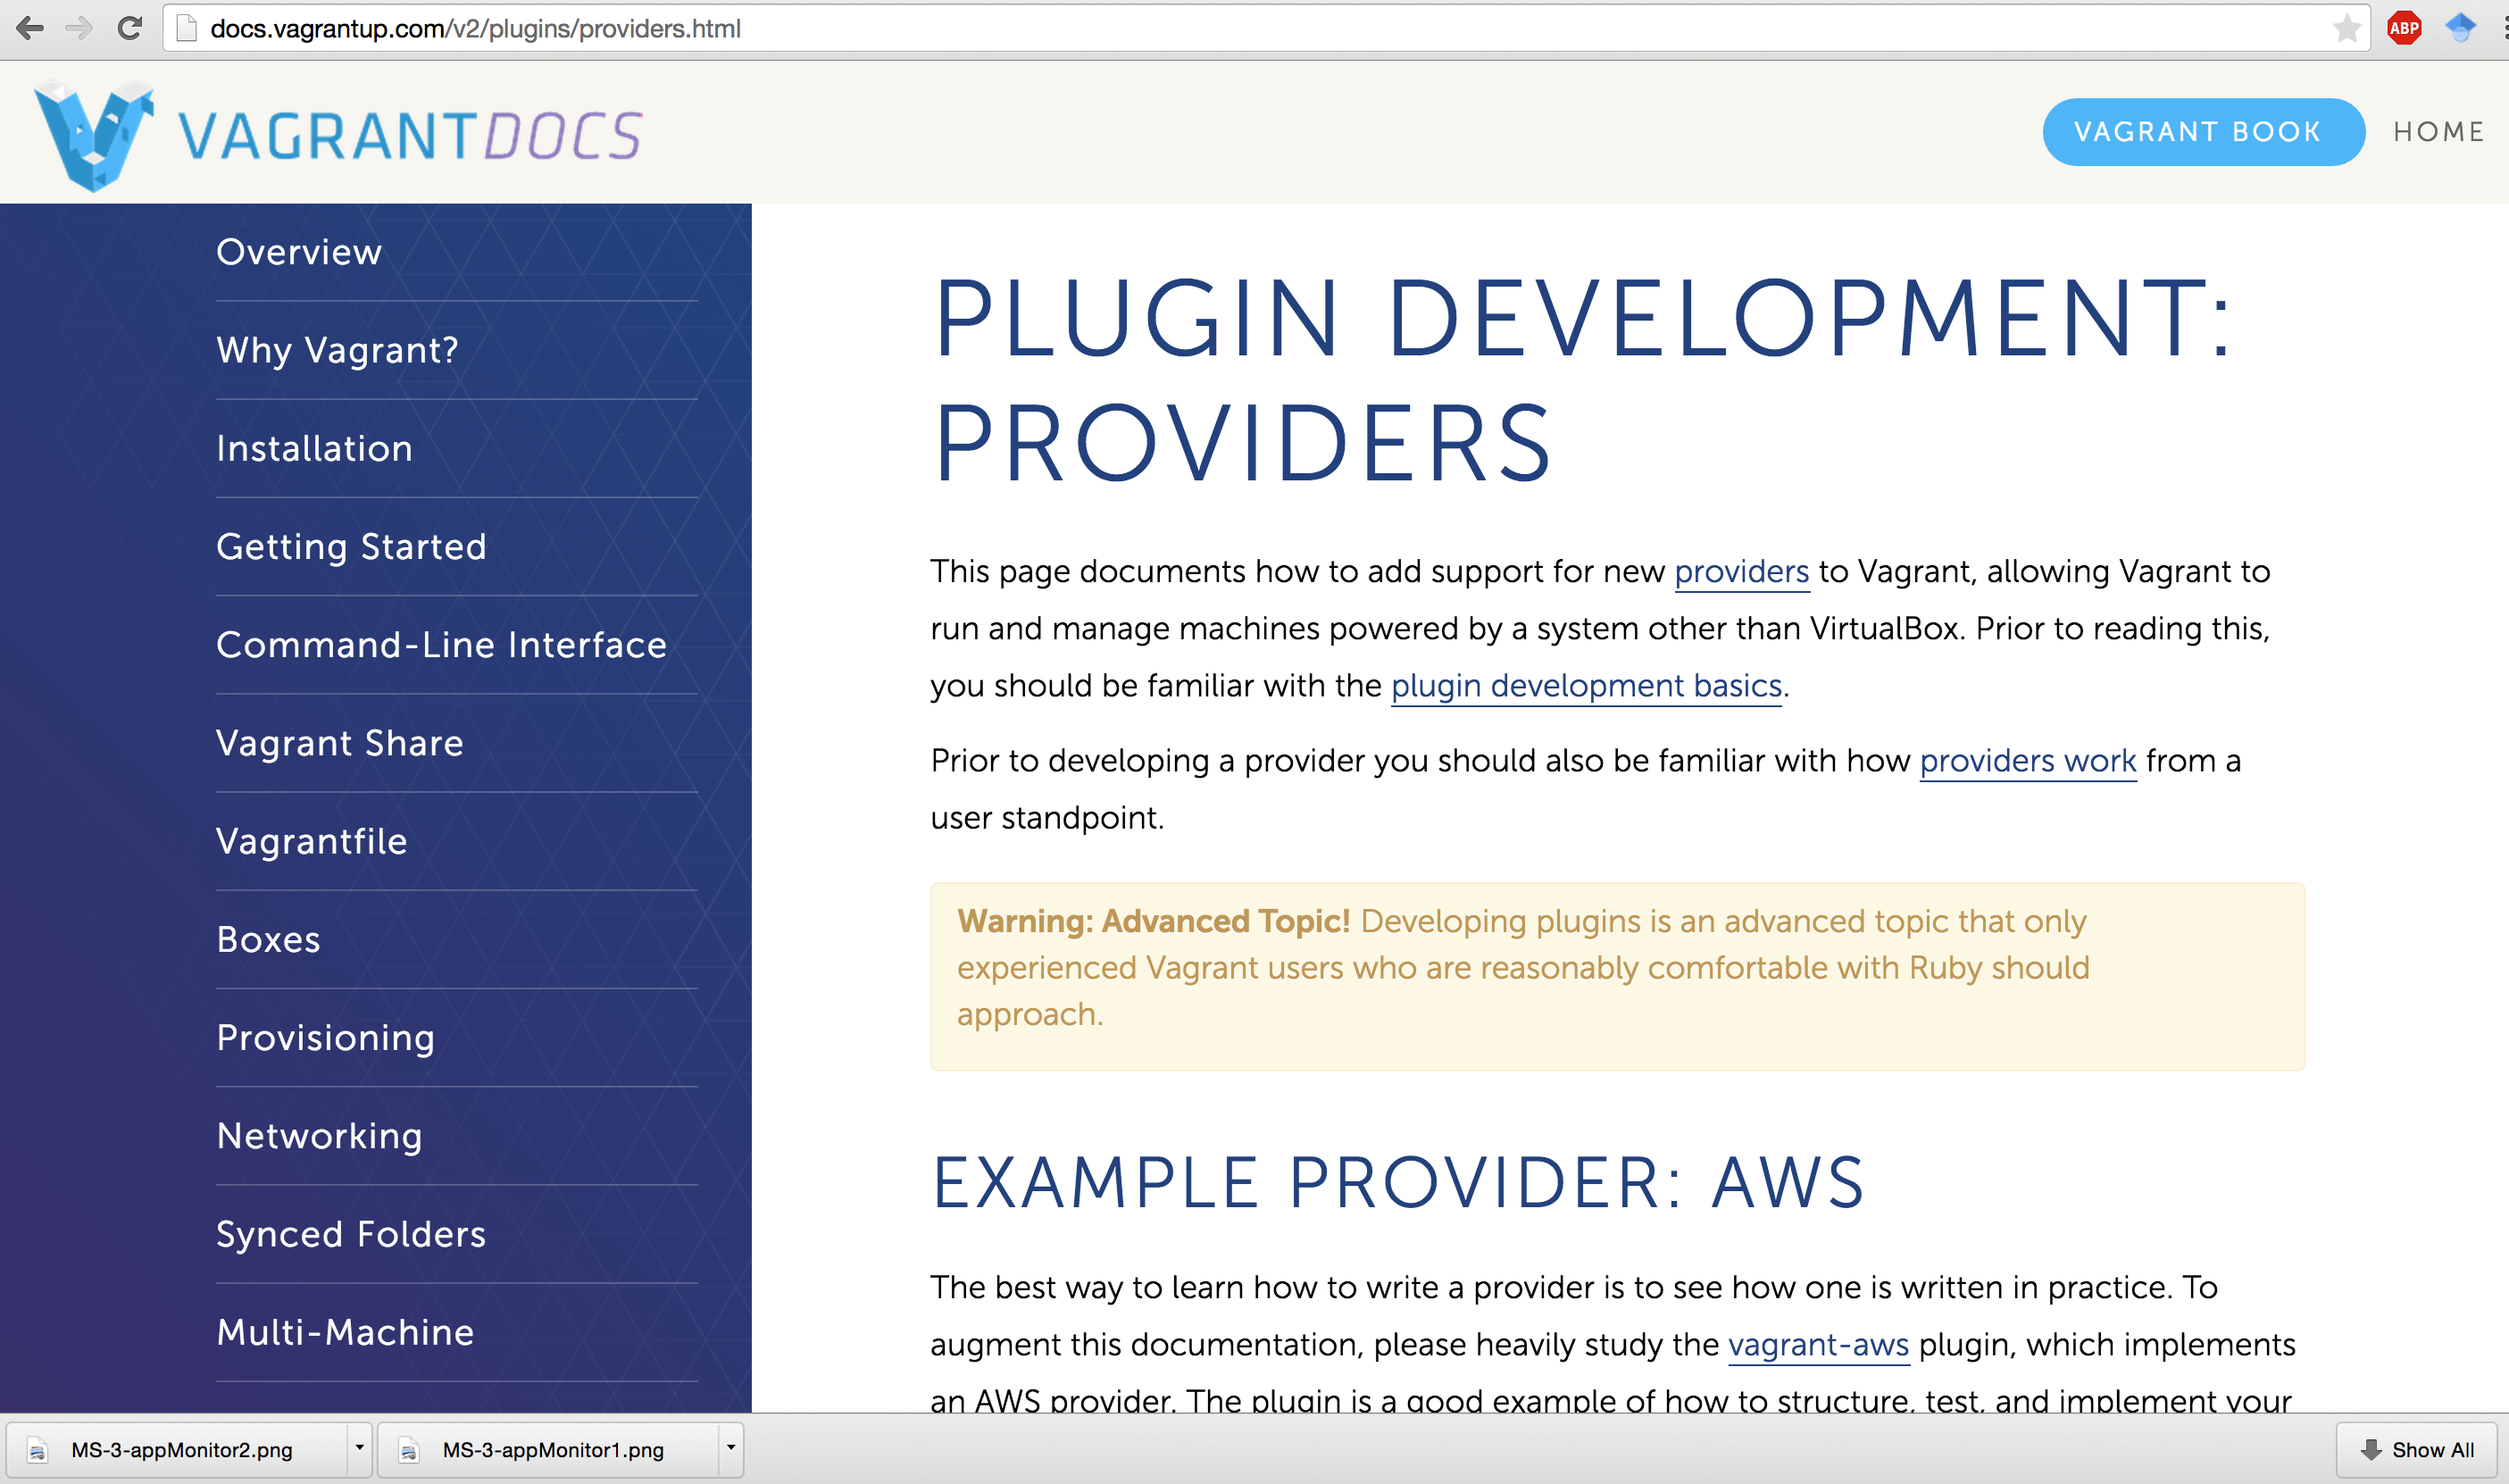 docs.vagrantup.com/v2/plugins/providers.html
ABP
VAGRANTDOCS
VAGRANT BOOK
HOME
Overview
Why Vagrant?
Installation
Getting Started
Command-Line Interface
Vagrant Share
Vagrantfile
Boxes
Provisioning
Networking
Synced Folders
Multi-Machine
PLUGIN DEVELOPMENT:
PROVIDERS
This page documents how to add support for new providers to Vagrant, allowing Vagrant to
run and manage machines powered by a system other than VirtualBox. Prior to reading this,
you should be familiar with the plugin development basics.
Prior to developing a provider you should also be familiar with how providers work from a
user standpoint.
Warning: Advanced Topic! Developing plugins is an advanced topic that only
experienced Vagrant users who are reasonably comfortable with Ruby should
approach.
EXAMPLE PROVIDER: AWS
The best way to learn how to write a provider is to see how one is written in practice. To
augment this documentation, please heavily study the vagrant-aws plugin, which implements
an AWS provider. The plugin is a good example of how to structure, test, and implement your
MS-3-appMonitor2.png
MS-3-appMonitor1.png
Show All